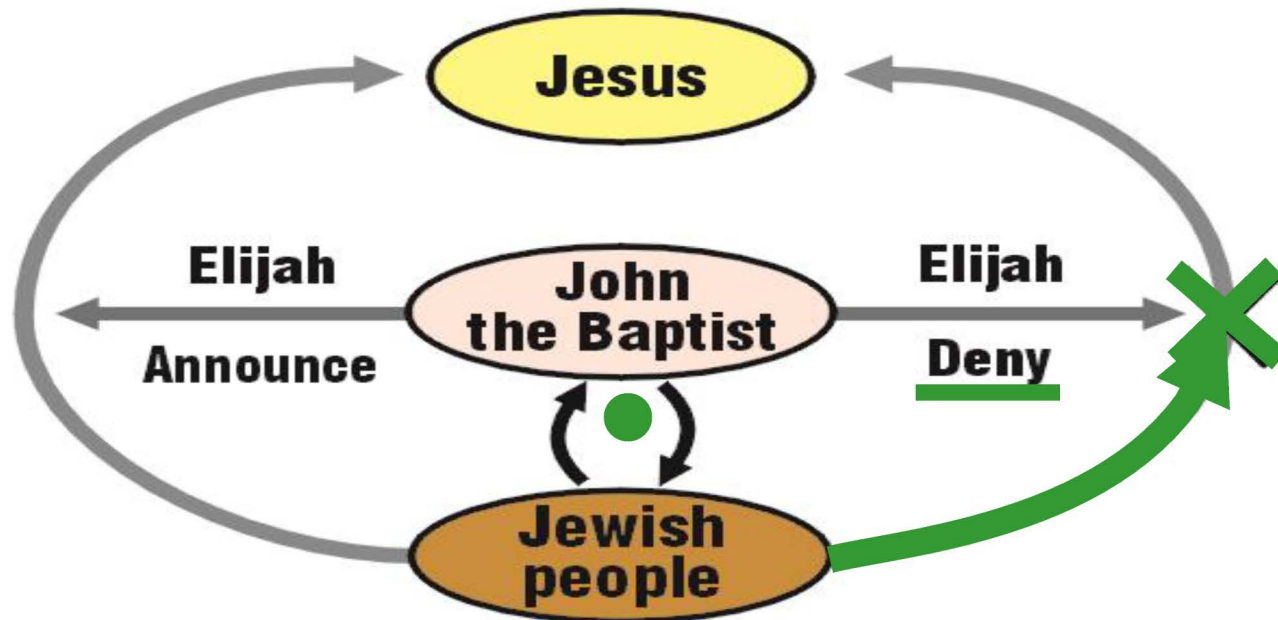 Jesus
Elijah
Announce
John
the Baptist
Elijah
Deny
Jewish
people